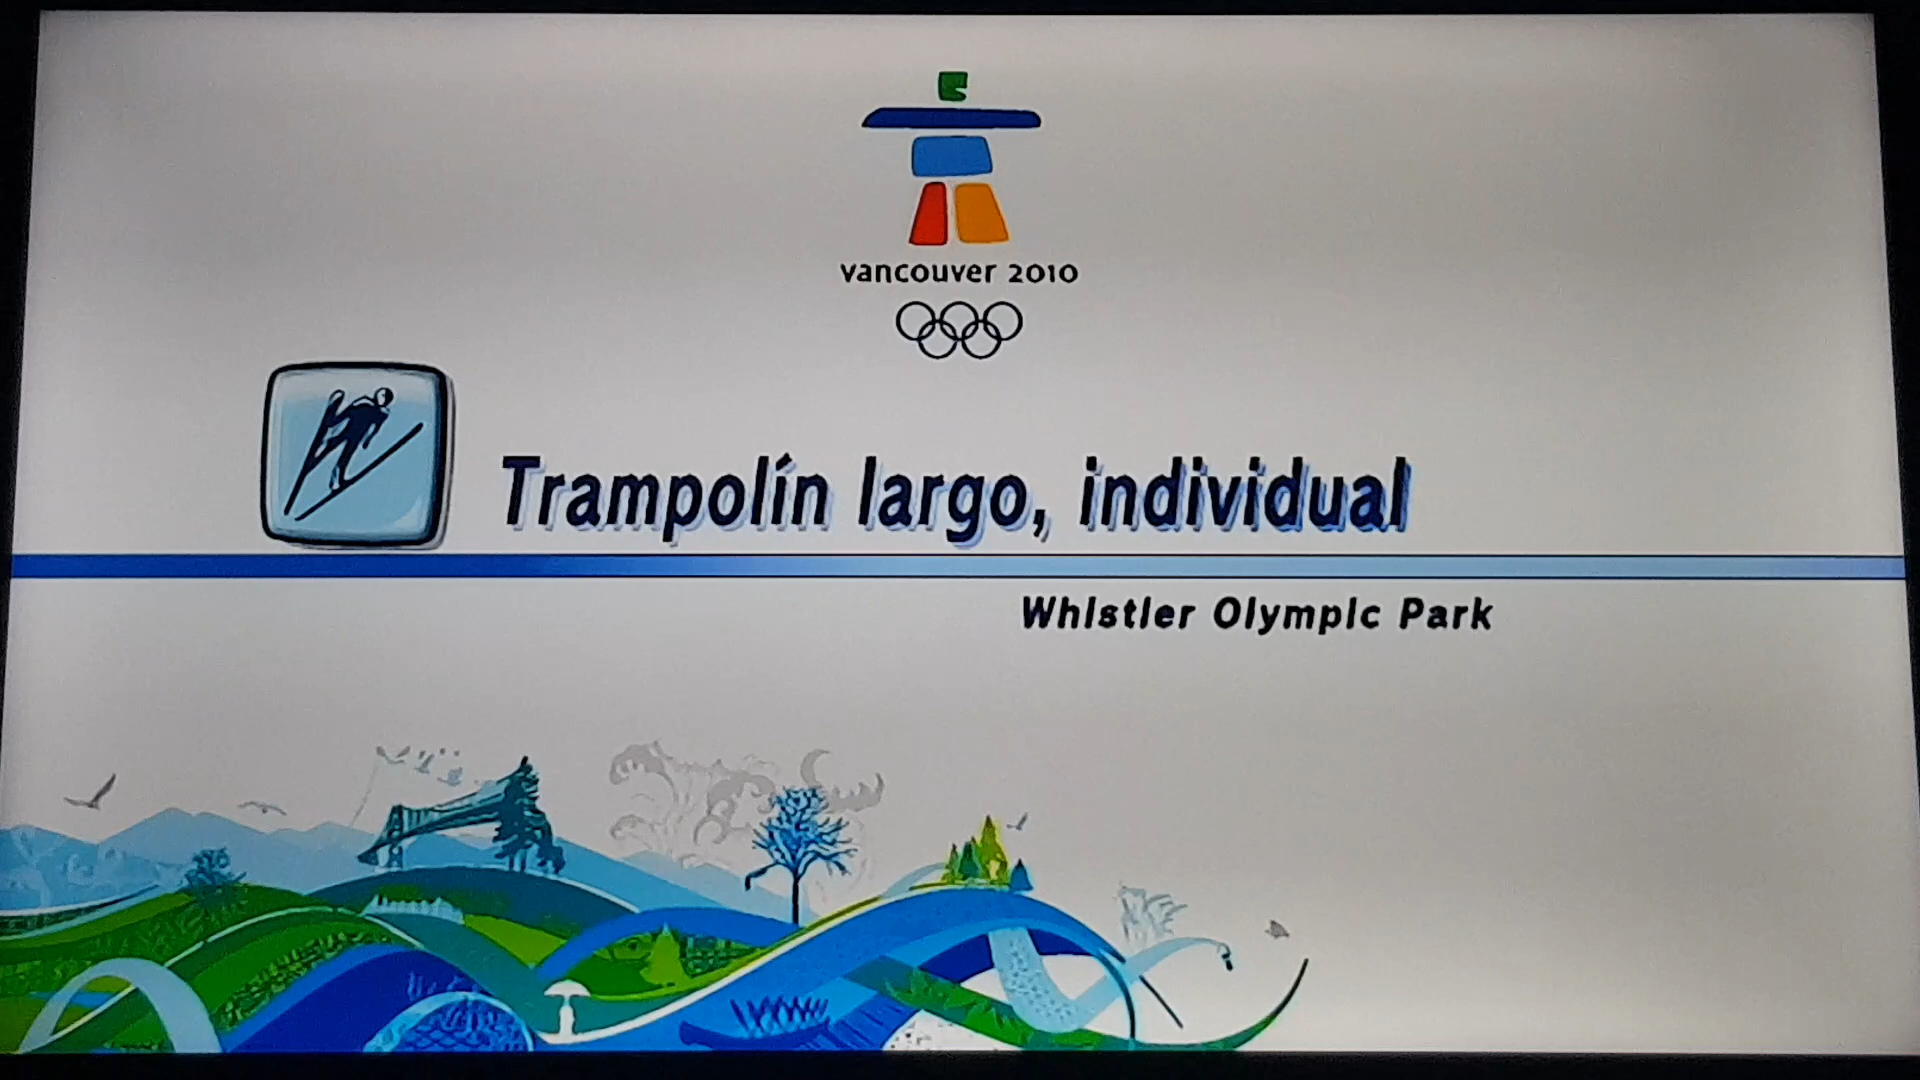 vancouver 2010
Trampolín largo, individual
Whistler Olympic Park